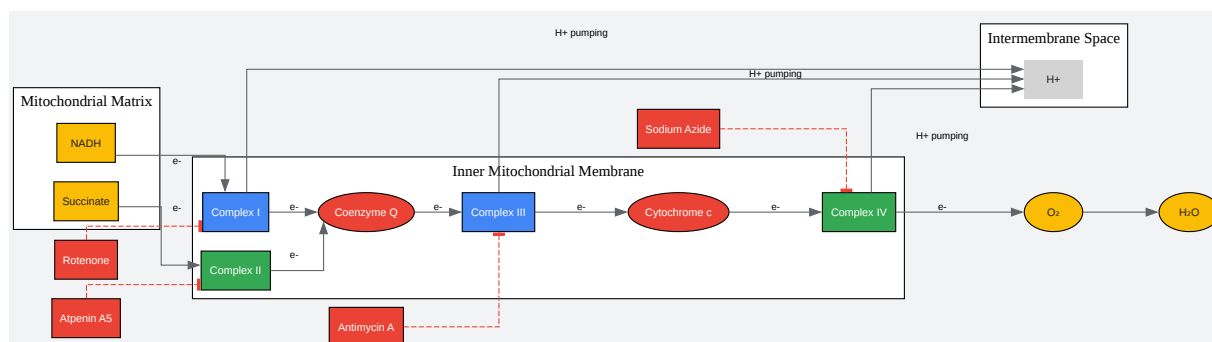 H+ pumping
Intermembrane Space
H+ pumping
H+
Mitochondrial Matrix
NADH
Sodium Azide
H+ pumping
e-
Inner Mitochondrial Membrane
Succinate
e-
Complex I
e-
Coenzyme Q
e-
Complex III
e-
Cytochrome c
e-
Complex IV
e-
O₂
H₂O
Rotenone
e-
Complex II
Atpenin A5
Antimycin A